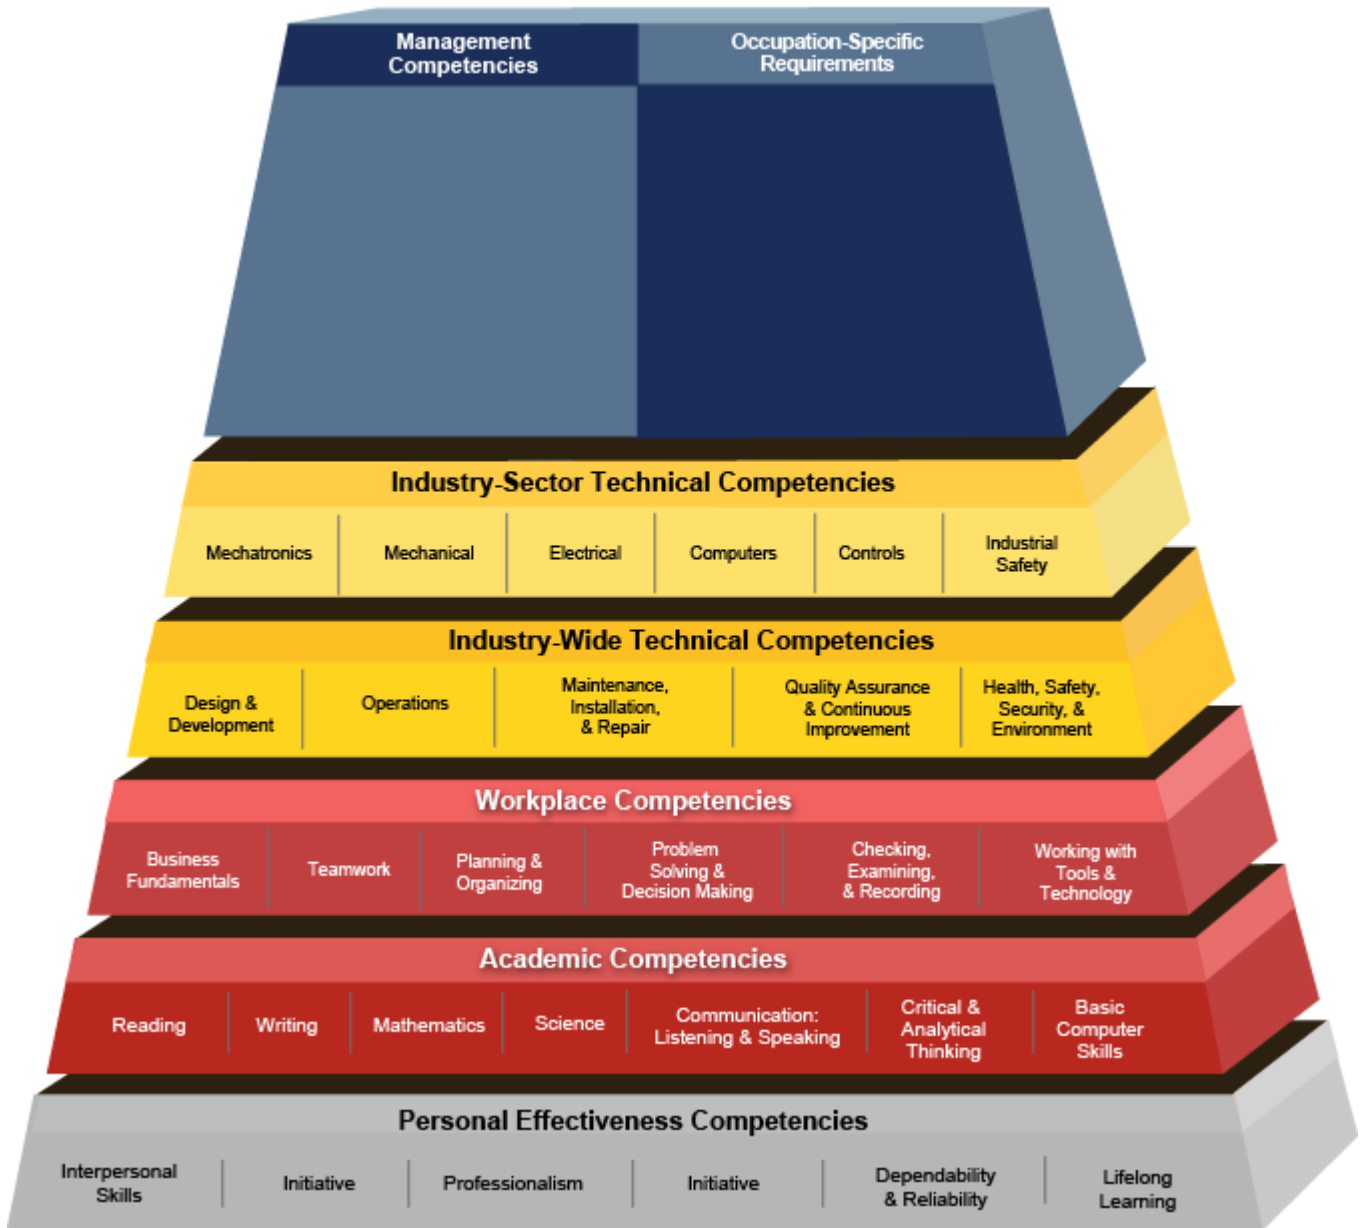 Management
Competencies
Occupation-Specific
Requirements
Industry-Sector Technical Competencies
Mechatronics
Mechanical
Electrical
Computers
Controls
Industrial
Safety
Industry-Wide Technical Competencies
Design &
Development
Operations
Maintenance,
Installation,
& Repair
Quality Assurance
& Continuous
Improvement
Health, Safety,
Security, &
Environment
Workplace Competencies
Business
Fundamentals
Teamwork
Planning &
Organizing
Problem
Solving &
Decision Making
Checking,
Examining,
& Recording
Working with
Tools &
Technology
Academic Competencies
Reading
Writing
Mathematics
Science
Communication:
Listening & Speaking
Critical &
Analytical
Thinking
Basic
Computer
Skills
Personal Effectiveness Competencies
Interpersonal
Skills
Initiative
Professionalism
Initiative
Dependability
& Reliability
Lifelong
Learning